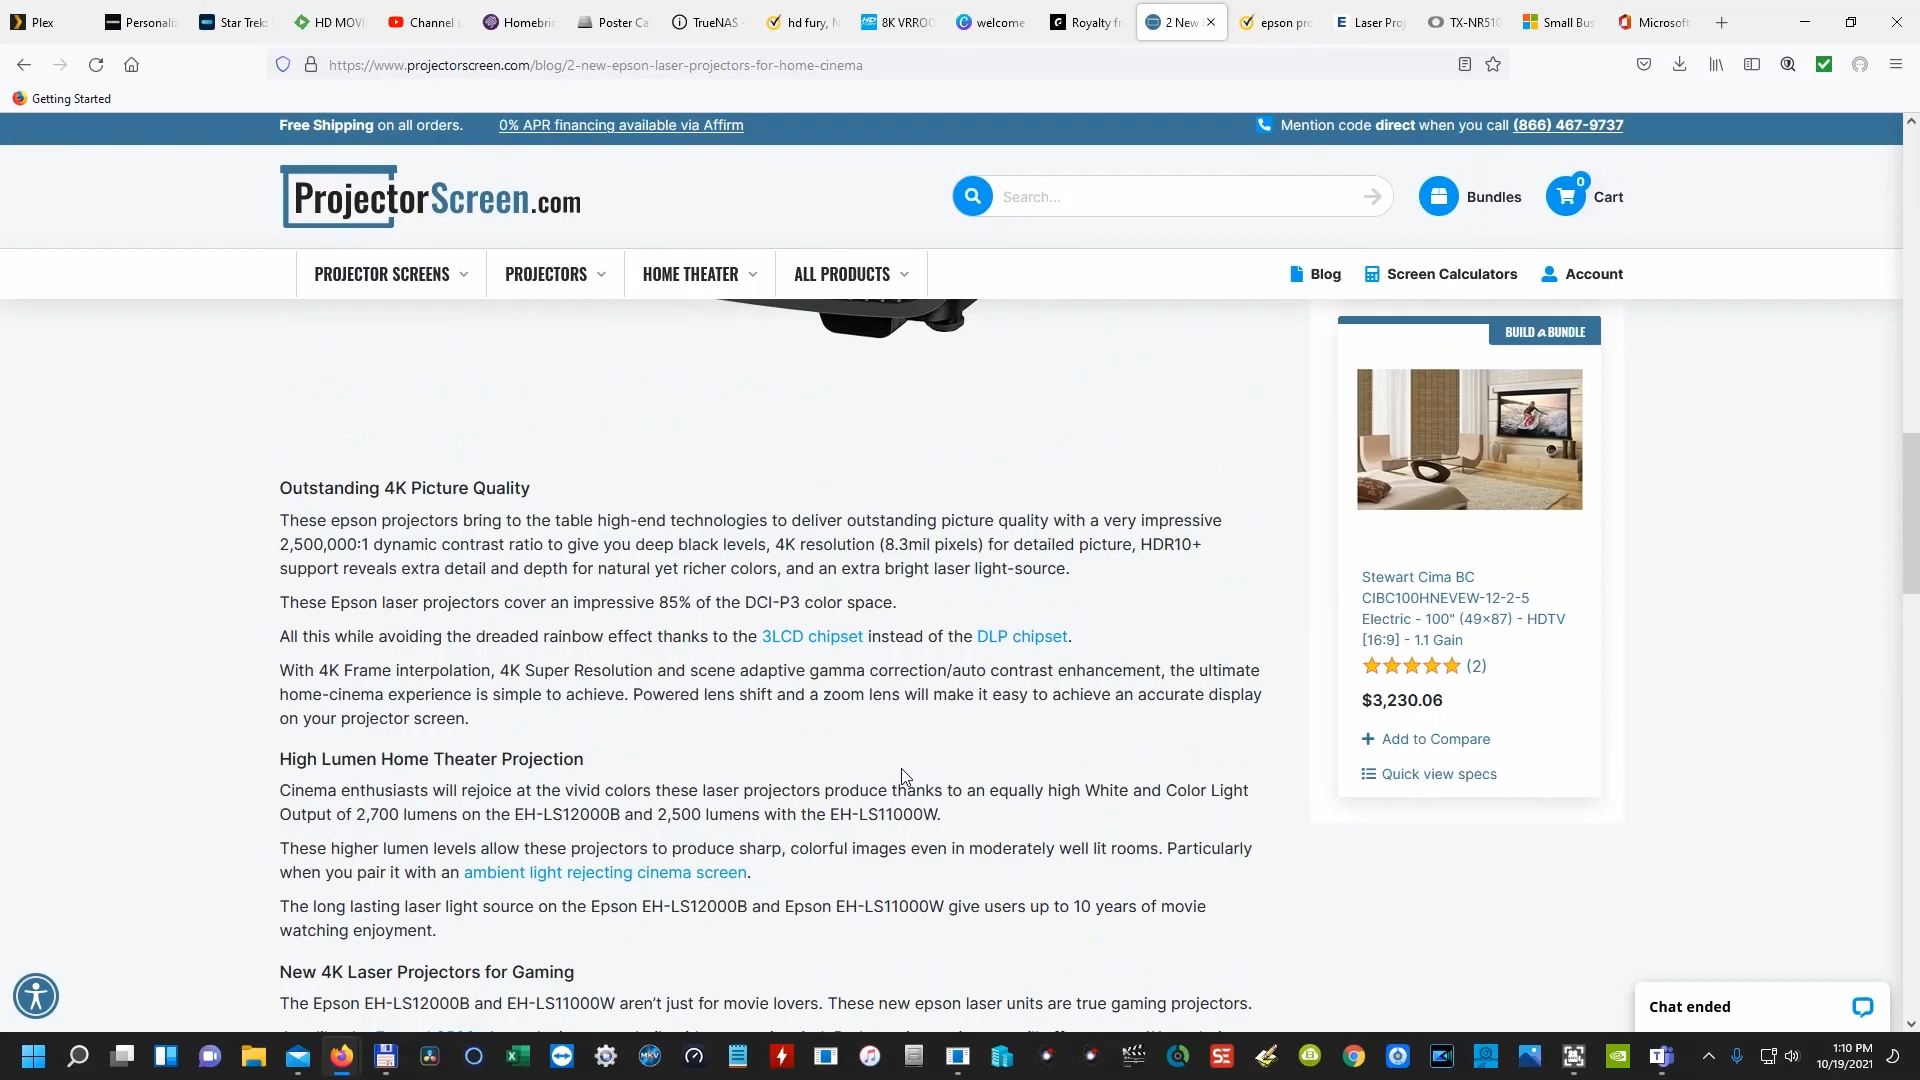 Plex
Personaliz
Star Trek:
HD MOVI
Channel c
Homebric
Poster Ca
TrueNAS -
hd fury, N
8K VRROO
welcome
Royalty fr
2 New
epson pro
Laser Proj
TX-NR510
Small Bus
Microsoft
https://www.projectorscreen.com/blog/2-new-epson-laser-projectors-for-home-cinema
Getting Started
Free Shipping on all orders. 0% APR financing available via Affirm
Mention code direct when you call (866) 467-9737
ProjectorScreen.com
Search...
Bundles
0
Cart
PROJECTOR SCREENS
PROJECTORS
HOME THEATER
ALL PRODUCTS
Blog
Screen Calculators
Account
Outstanding 4K Picture Quality
These epson projectors bring to the table high-end technologies to deliver outstanding picture quality with a very impressive
2,500,000:1 dynamic contrast ratio to give you deep black levels, 4K resolution (8.3mil pixels) for detailed picture, HDR10+
support reveals extra detail and depth for natural yet richer colors, and an extra bright laser light-source.
These Epson laser projectors cover an impressive 85% of the DCI-P3 color space.
All this while avoiding the dreaded rainbow effect thanks to the 3LCD chipset instead of the DLP chipset.
With 4K Frame interpolation, 4K Super Resolution and scene adaptive gamma correction/auto contrast enhancement, the ultimate
home-cinema experience is simple to achieve. Powered lens shift and a zoom lens will make it easy to achieve an accurate display
on your projector screen.
High Lumen Home Theater Projection
Cinema enthusiasts will rejoice at the vivid colors these laser projectors produce thanks to an equally high White and Color Light
Output of 2,700 lumens on the EH-LS12000B and 2,500 lumens with the EH-LS11000W.
These higher lumen levels allow these projectors to produce sharp, colorful images even in moderately well lit rooms. Particularly
when you pair it with an ambient light rejecting cinema screen.
The long lasting laser light source on the Epson EH-LS12000B and Epson EH-LS11000W give users up to 10 years of movie
watching enjoyment.
New 4K Laser Projectors for Gaming
The Epson EH-LS12000B and EH-LS11000W aren't just for movie lovers. These new epson laser units are true gaming projectors.
BUILD a BUNDLE
Stewart Cima BC
CIBC100HNEVEW-12-2-5
Electric - 100" (49x87) - HDTV
[16:9] - 1.1 Gain
(2)
$3,230.06
Add to Compare
Quick view specs
Chat ended
1:10 PM
10/19/2021